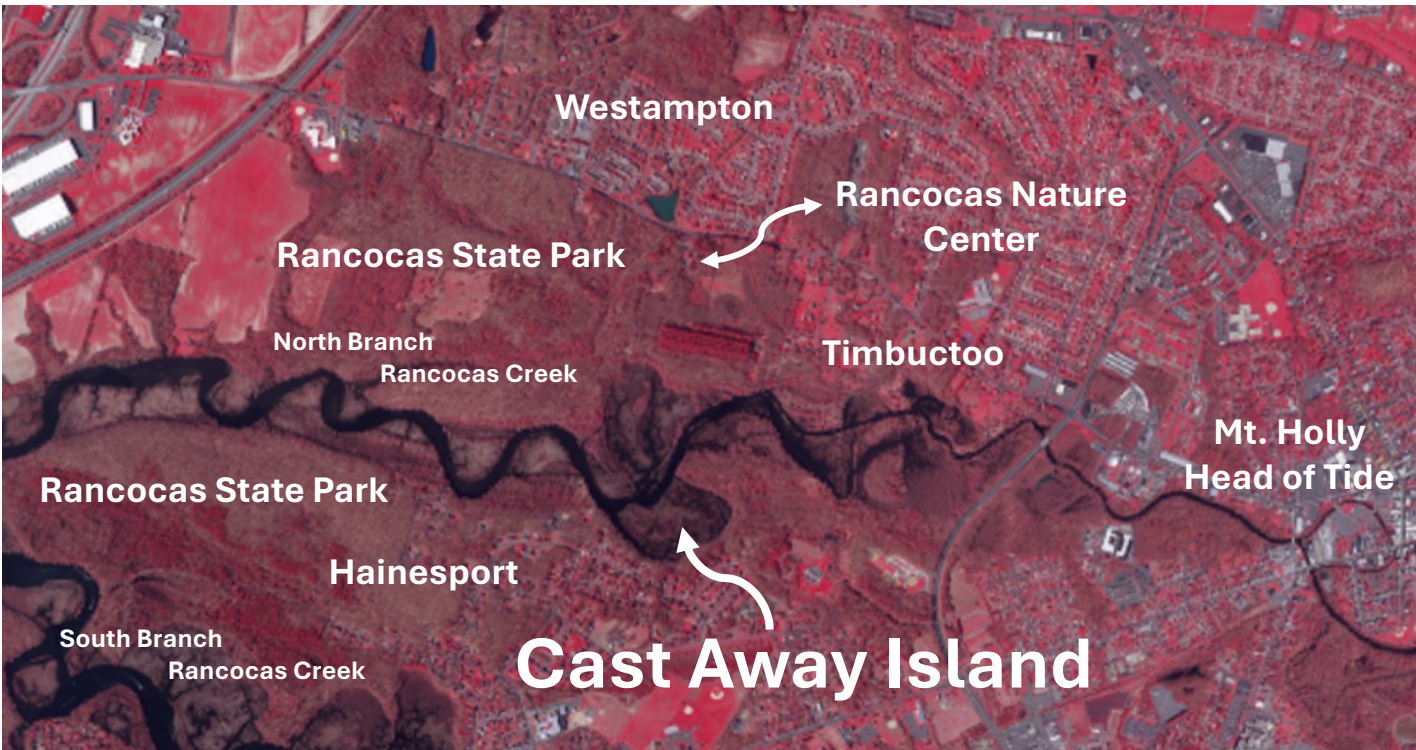 Westampton
Rancocas Nature
Center
Rancocas State Park
North Branch
Rancocas Creek
Timbuctoo
Mt. Holly
Head of Tide
Rancocas State Park
Hainesport
South Branch
Rancocas Creek
Cast Away Island